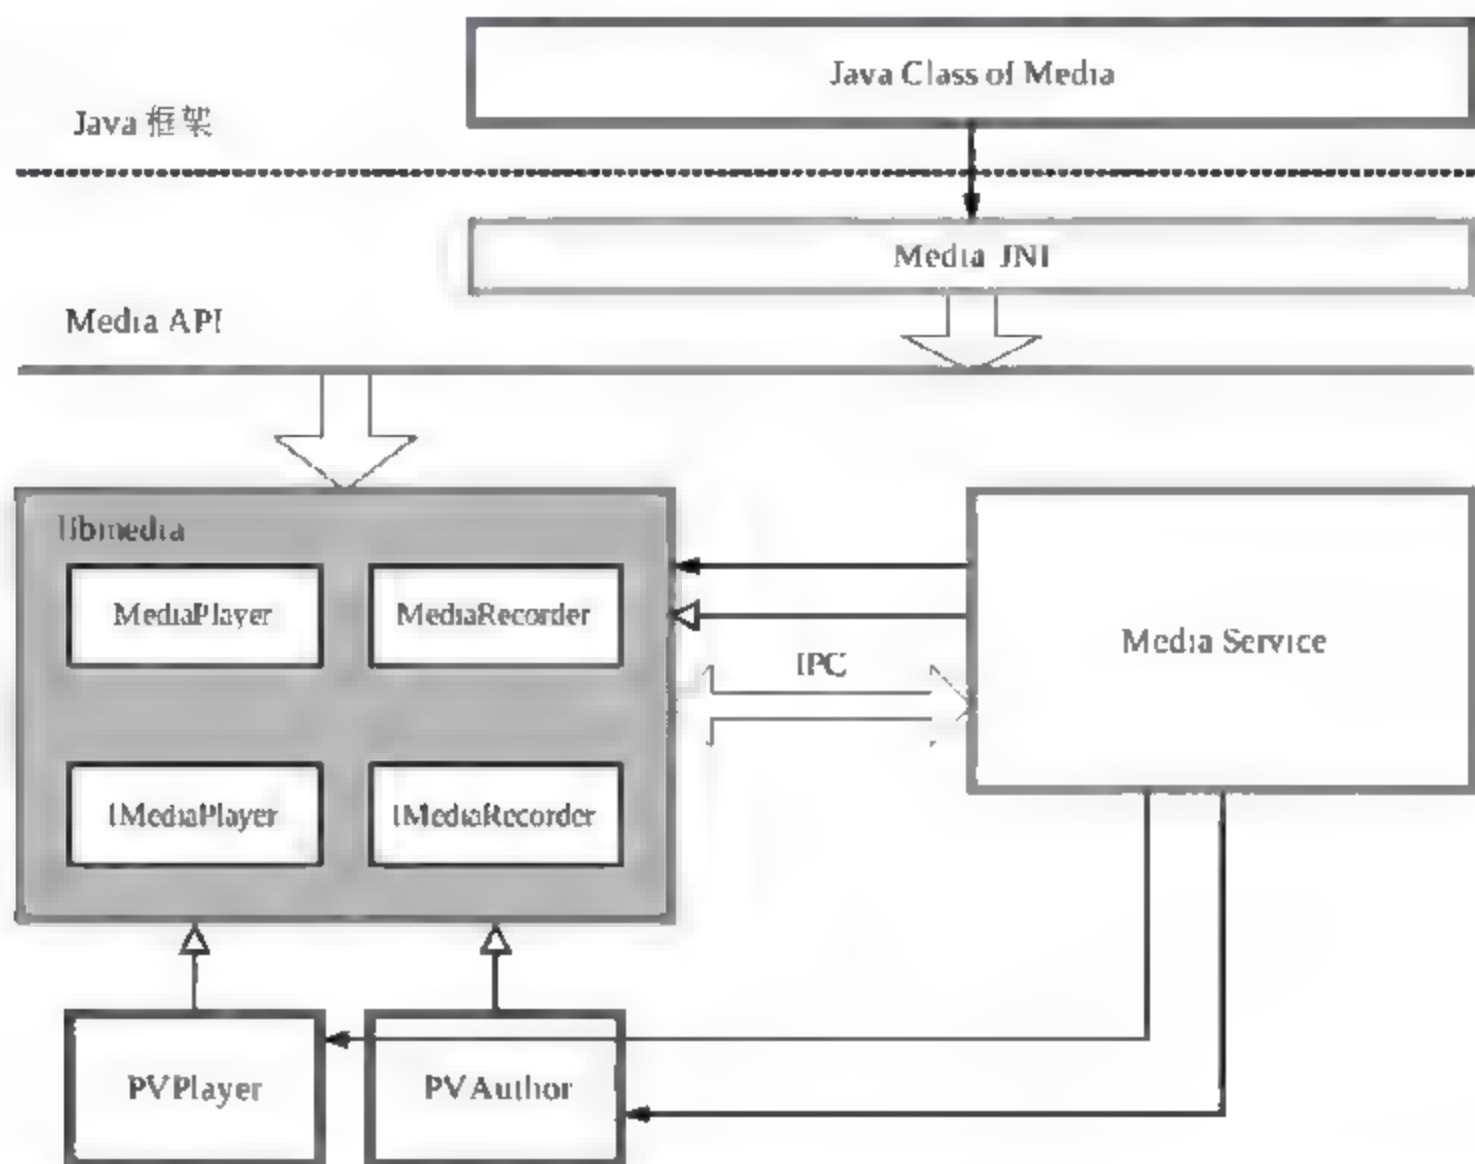 Java Class of Media
Java 框架
Media JNI
Media API
libmedia
MediaPlayer
MediaRecorder
IPC
Media Service
IMediaPlayer
IMediaRecorder
PVPlayer
PVAuthor